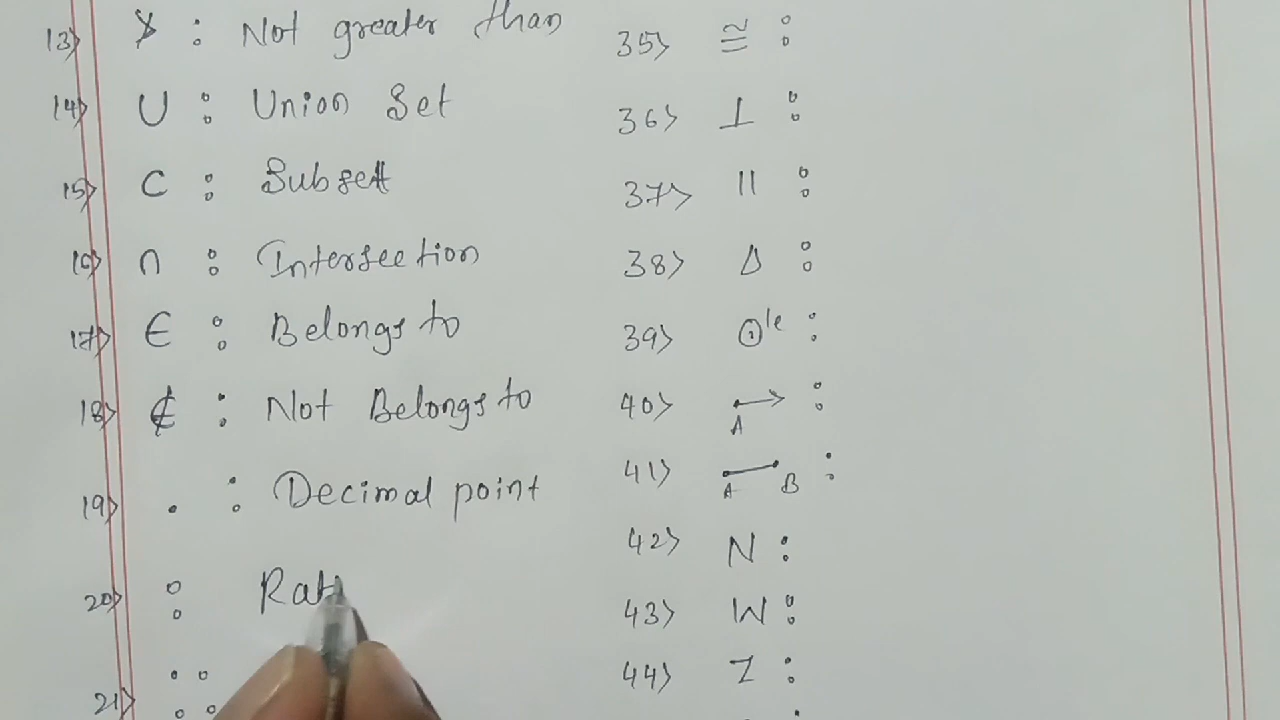 13> ≯ : Not greater than
14> ∪ : Union Set
15> ⊂ : Subset
16> ∩ : Intersection
17> ∈ : Belongs to
18> ∉ : Not Belongs to
19> . : Decimal point
20> : Rati
21> ::
35> ≅ :
36> ⊥ :
37> || :
38> Δ :
39> ⊙le :
40> A → :
41> A B :
42> N :
43> W :
44> Z :